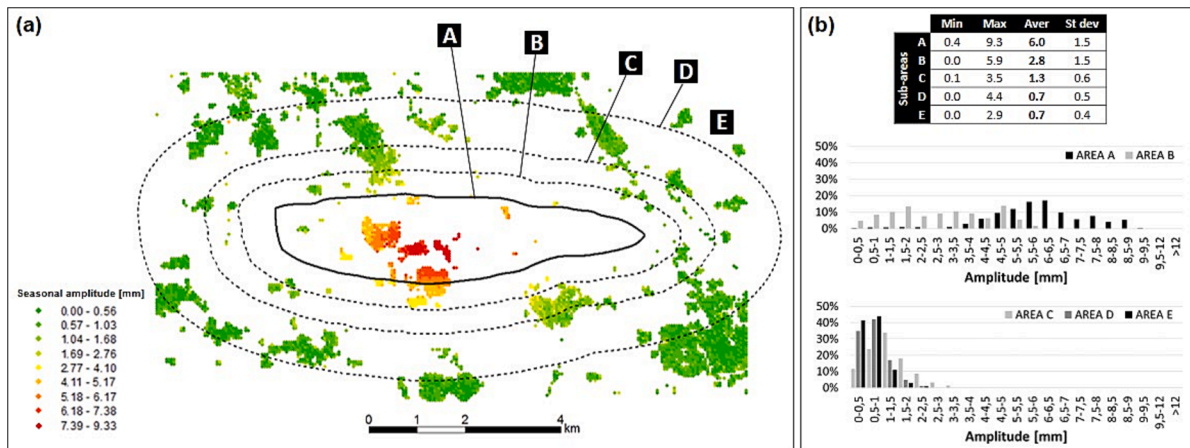 (a)
A
B
C
D
E
Seasonal amplitude [mm]
0.00 - 0.56
0.57 - 1.03
1.04 - 1.68
1.69 - 2.76
2.77 - 4.10
4.11 - 5.17
5.18 - 6.17
6.18 - 7.38
7.39 - 9.33
0 1 2 4
km
(b)
Min Max Aver St dev
Sub-areas
A 0.4 9.3 6.0 1.5
B 0.0 5.9 2.8 1.5
C 0.1 3.5 1.3 0.6
D 0.0 4.4 0.7 0.5
E 0.0 2.9 0.7 0.4
50%
40%
30%
20%
10%
0%
AREA A AREA B
0-0,5 0,5-1 1-1,5 1,5-2 2-2,5 2,5-3 3-3,5 3,5-4 4-4,5 4,5-5 5-5,5 5,5-6 6-6,5 6,5-7 7-7,5 7,5-8 8-8,5 8,5-9 9-9,5 9,5-12 >12
Amplitude [mm]
50%
40%
30%
20%
10%
0%
AREA C AREA D AREA E
0-0,5 0,5-1 1-1,5 1,5-2 2-2,5 2,5-3 3-3,5 3,5-4 4-4,5 4,5-5 5-5,5 5,5-6 6-6,5 6,5-7 7-7,5 7,5-8 8-8,5 8,5-9 9-9,5 9,5-12 >12
Amplitude [mm]